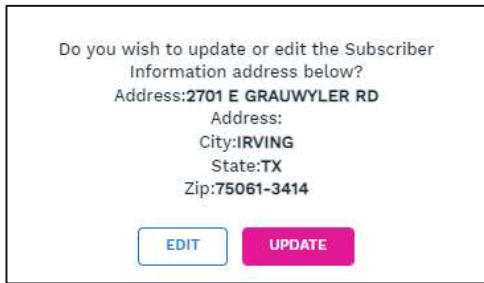 Do you wish to update or edit the Subscriber
Information address below?
Address:2701 E GRAUWYLER RD
Address:
City:IRVING
State:TX
Zip:75061-3414
EDIT UPDATE